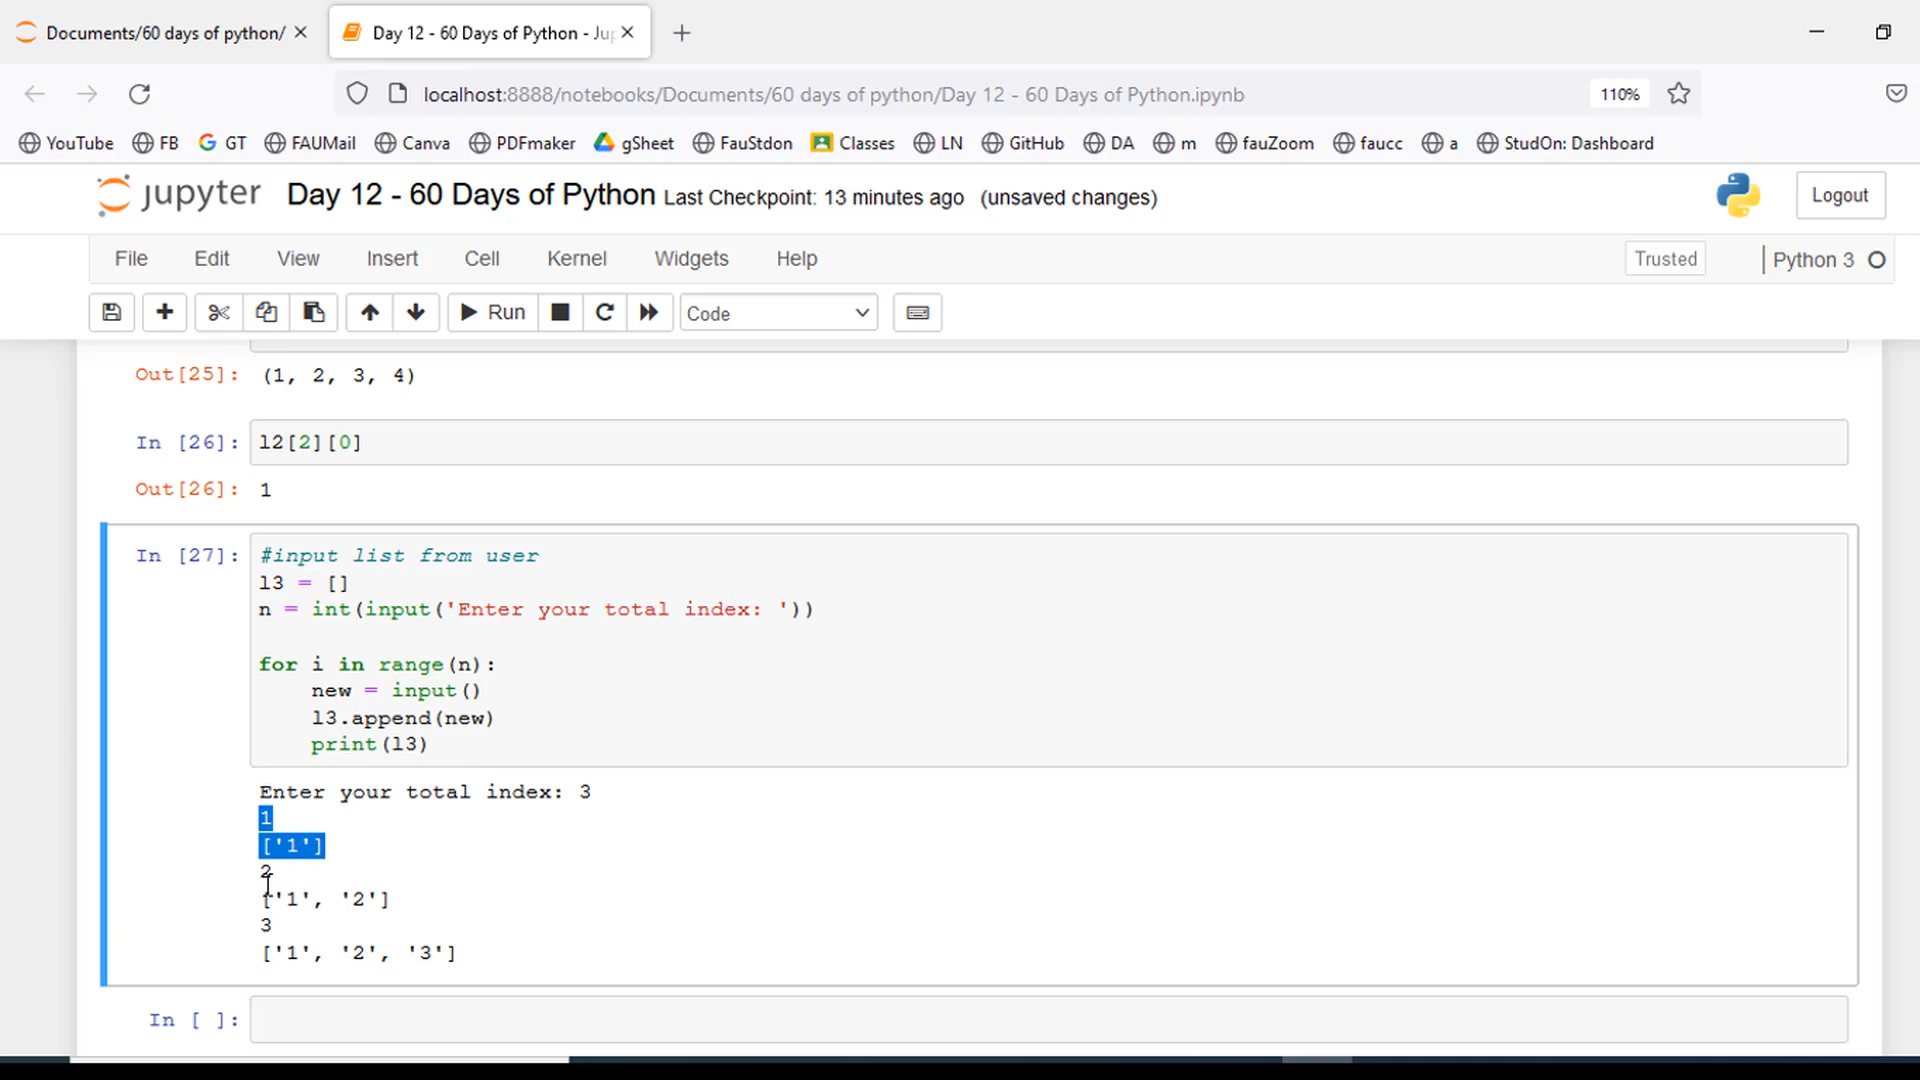 Documents/60 days of python/
Day 12 - 60 Days of Python - Jup
localhost:8888/notebooks/Documents/60 days of python/Day 12 - 60 Days of Python.ipynb
110%
YouTube FB GT FAUMail Canva PDFmaker gSheet FauStdon Classes LN GitHub DA m fauZoom faucc a StudOn: Dashboard
jupyter Day 12 - 60 Days of Python Last Checkpoint: 13 minutes ago (unsaved changes)
Logout
File Edit View Insert Cell Kernel Widgets Help
Trusted
Python 3
Run
Code
Out[25]: (1, 2, 3, 4)
In [26]: l2[2][0]
Out[26]: 1
In [27]: #input list from user
l3 = []
n = int(input('Enter your total index: '))
for i in range(n):
new = input()
l3.append(new)
print(l3)
Enter your total index: 3
1
['1']
2
['1', '2']
3
['1', '2', '3']
In [ ]: